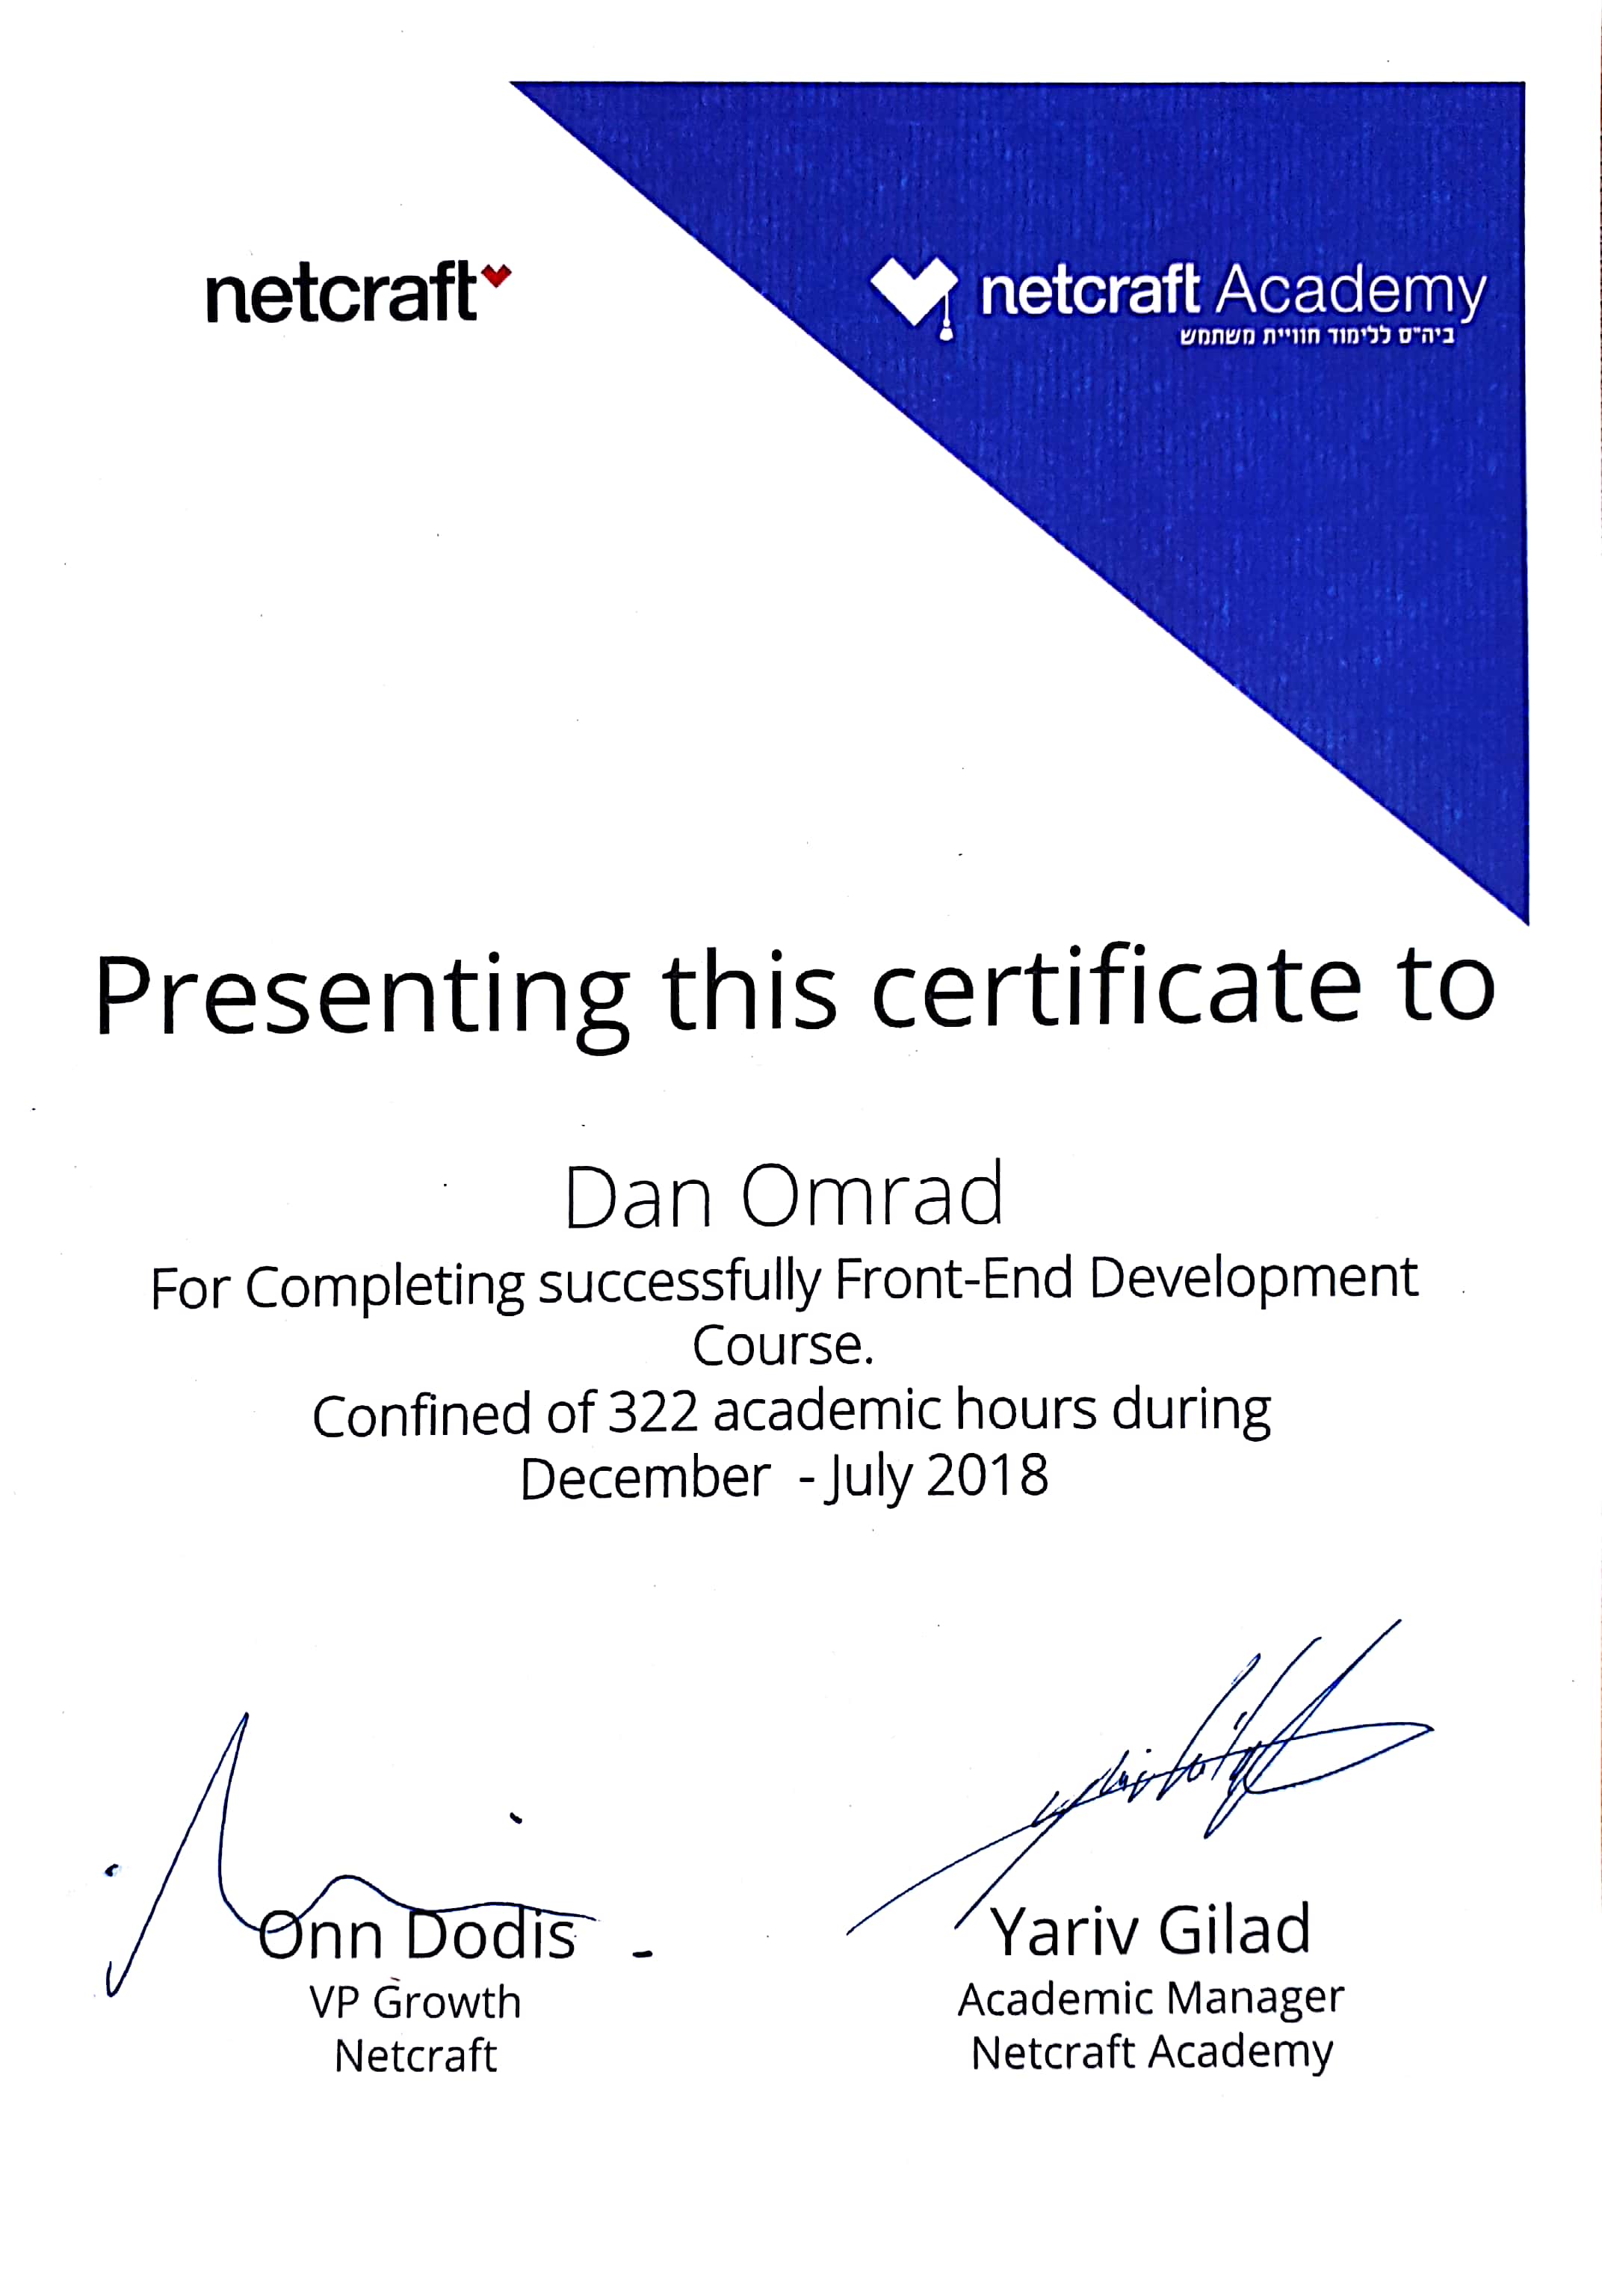 netcraft
netcraft Academy
ביה"ס ללימוד חוויית משתמש
Presenting this certificate to
Dan Omrad
For Completing successfully Front-End Development
Course.
Confined of 322 academic hours during
December - July 2018
Onn Dodis
VP Growth
Netcraft
Yariv Gilad
Academic Manager
Netcraft Academy